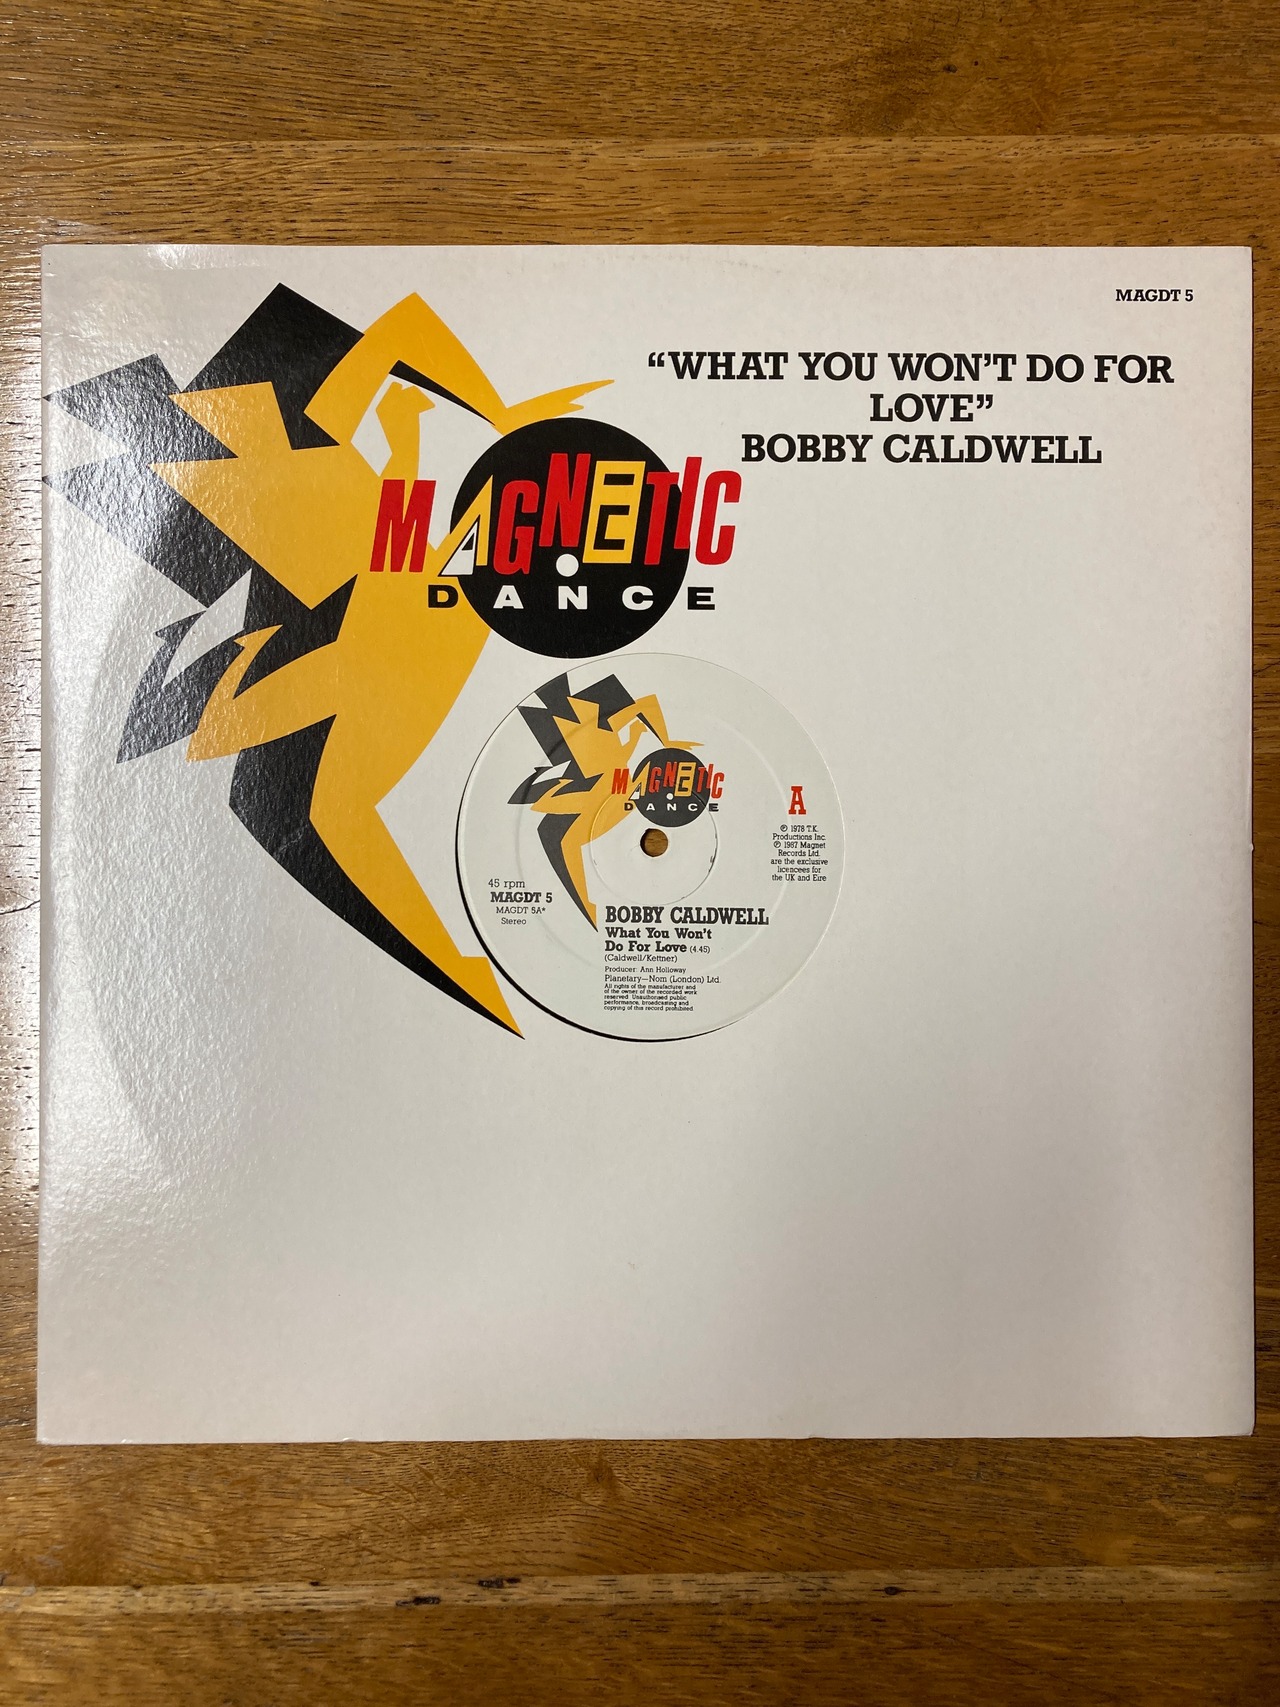 MAGDT 5
“WHAT YOU WON’T DO FOR
LOVE”
BOBBY CALDWELL
MAGNETIC
DANCE
MAGNETIC
DANCE
A
℗ 1978 T.K.
Productions Inc.
℗ 1987 Magnet
Records Ltd.
are the exclusive
licencees for
the UK and Eire
45 rpm
MAGDT 5
MAGDT 5A*
Stereo
BOBBY CALDWELL
What You Won't
Do For Love (4.45)
(Caldwell/Kettner)
Producer: Ann Holloway
Planetary—Nom (London) Ltd.
All rights of the manufacturer and
of the owner of the recorded work
reserved. Unauthorised public
performance, broadcasting and
copying of this record prohibited.